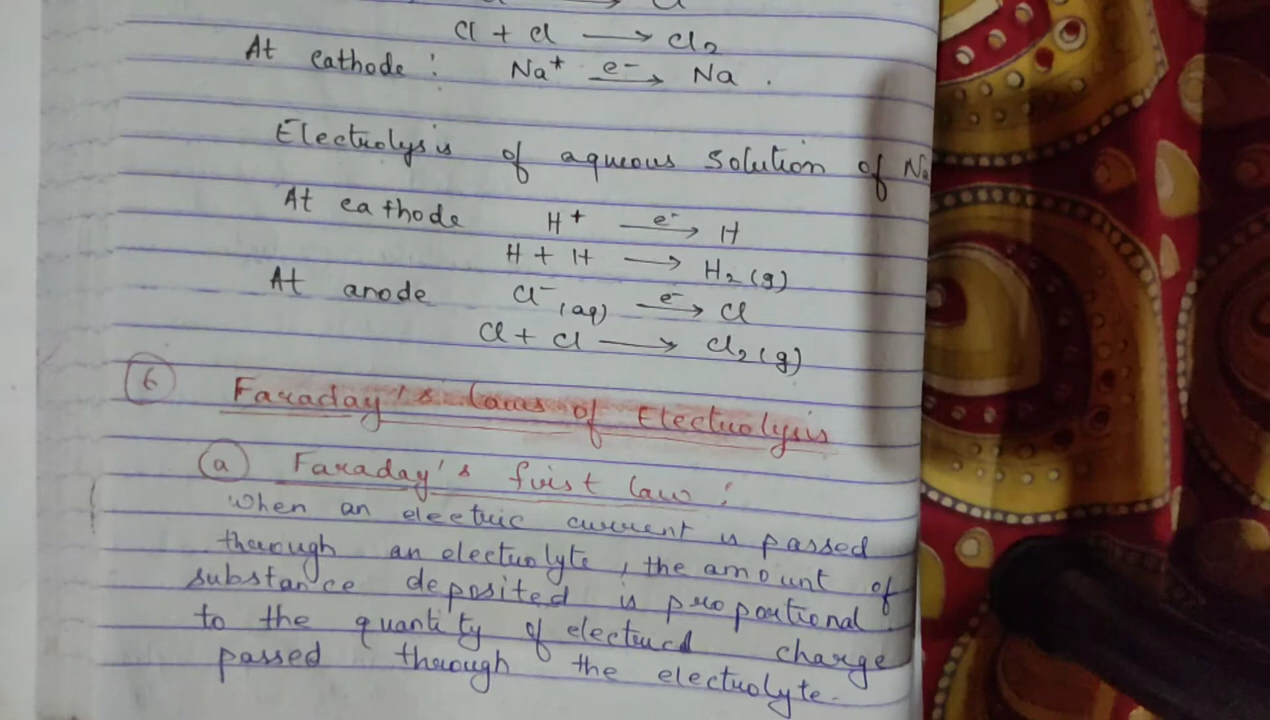 Cl + Cl ⟶ Cl₂
At cathode : Na⁺ —e⁻→ Na .
Electrolysis of aqueous solution of Na
At cathode H⁺ —e⁻→ H
H + H ⟶ H₂(g)
At anode Cl⁻(aq) —e⁻→ Cl
Cl + Cl ⟶ Cl₂(g)
6 Faraday's laws of Electrolysis
(a) Faraday's first law :
When an electric current is passed
through an electrolyte, the amount of
substance deposited is proportional
to the quantity of electrical charge
passed through the electrolyte.